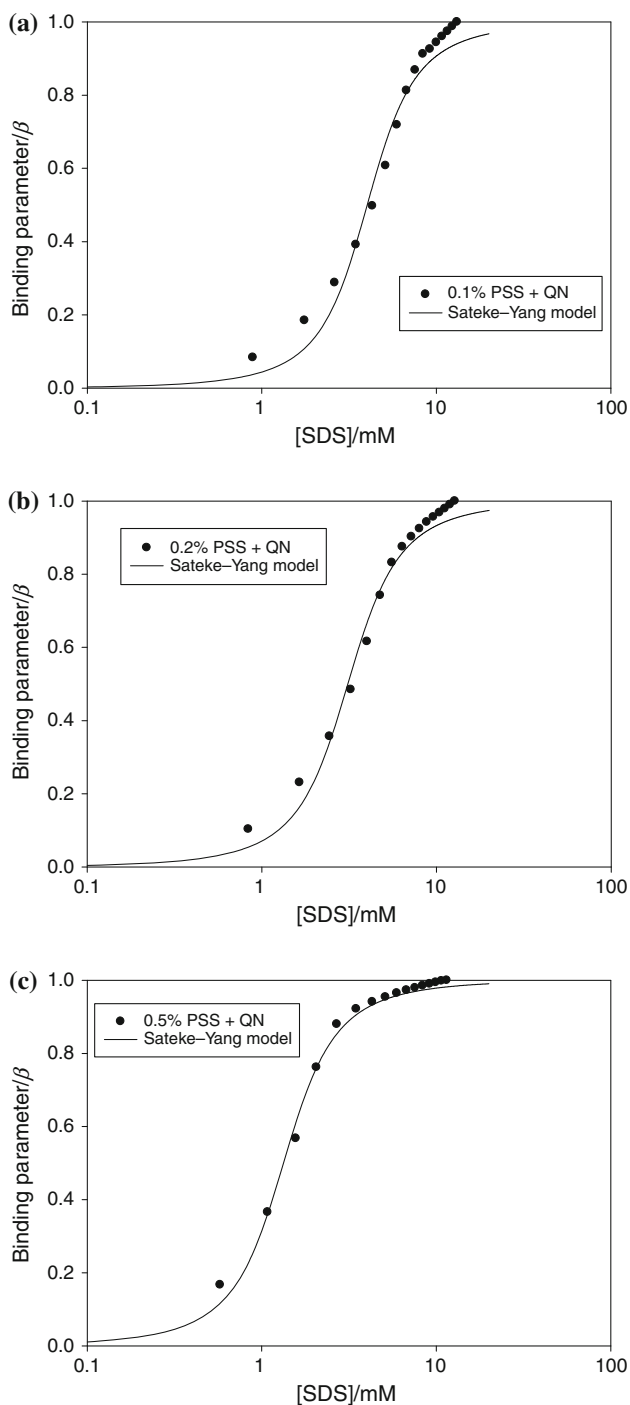 (a)
1.0
0.8
0.6
0.4
0.2
0.0
Binding parameter/β
0.1% PSS + QN
Sateke–Yang model
0.1
1
10
100
[SDS]/mM
(b)
1.0
0.8
0.6
0.4
0.2
0.0
Binding parameter/β
0.2% PSS + QN
Sateke–Yang model
0.1
1
10
100
[SDS]/mM
(c)
1.0
0.8
0.6
0.4
0.2
0.0
Binding parameter/β
0.5% PSS + QN
Sateke–Yang model
0.1
1
10
100
[SDS]/mM